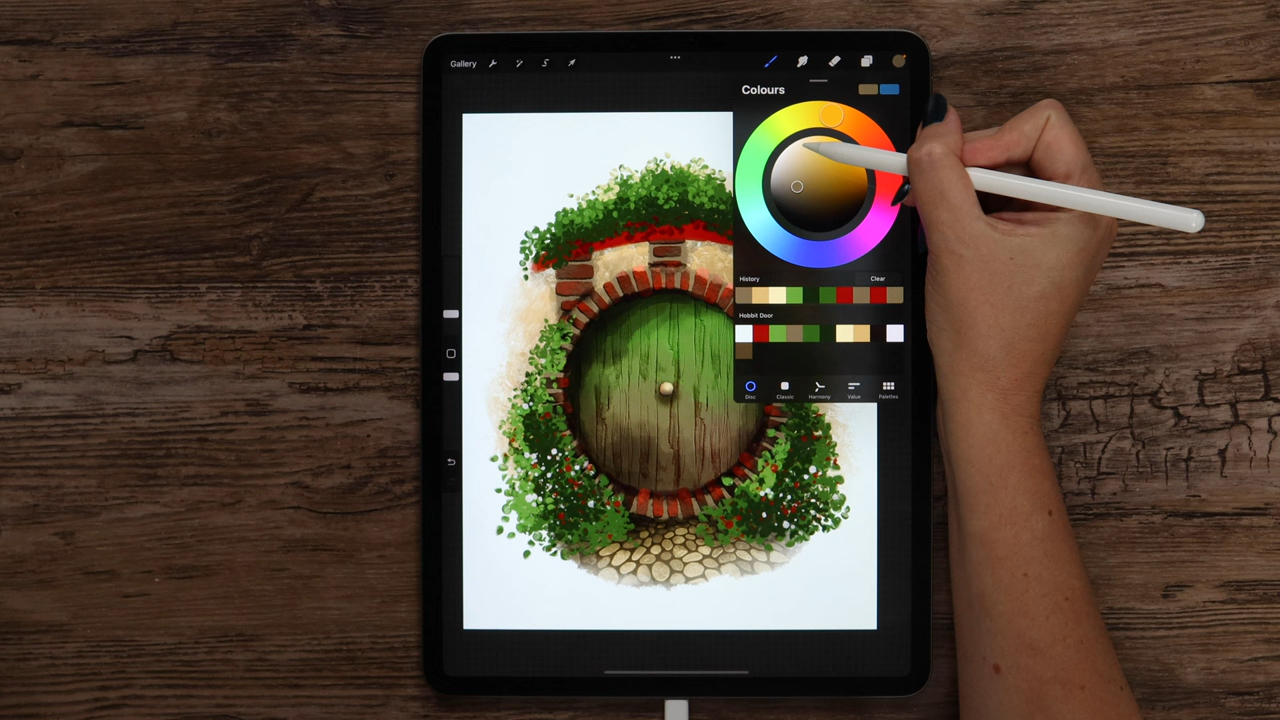 Gallery
Colours
History
Clear
Hobbit Door
Disc
Classic
Harmony
Value
Palettes